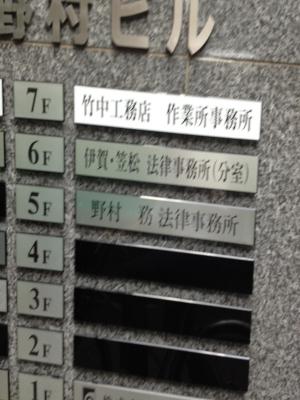 野村ビル
7F 竹中工務店 作業所事務所
6F 伊賀・笠松 法律事務所(分室)
5F 野村 務 法律事務所
4F
3F
2F
1F